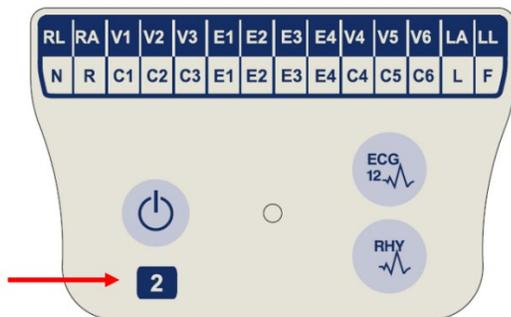 RL RA V1 V2 V3 E1 E2 E3 E4 V4 V5 V6 LA LL
N R C1 C2 C3 E1 E2 E3 E4 C4 C5 C6 L F
ECG
12
RHY
2